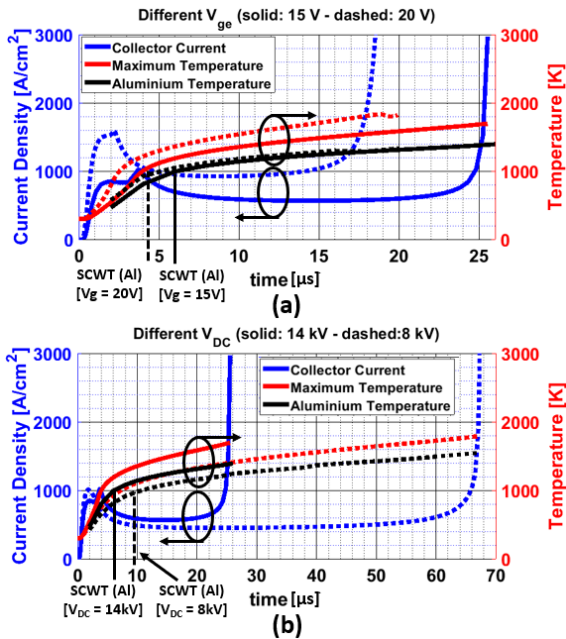 Different V_ge (solid: 15 V - dashed: 20 V)
Current Density [A/cm²]
3000
2000
1000
0
Collector Current
Maximum Temperature
Aluminium Temperature
3000
2000
1000
0
Temperature [K]
0 5 10 15 20 25
SCWT (Al)
[Vg = 20V]
SCWT (Al)
[Vg = 15V]
time [μs]
(a)
Different V_DC (solid: 14 kV - dashed:8 kV)
Current Density [A/cm²]
3000
2000
1000
0
Collector Current
Maximum Temperature
Aluminium Temperature
3000
2000
1000
0
Temperature [K]
0 10 20 30 40 50 60 70
SCWT (Al)
[V_DC = 14kV]
SCWT (Al)
[V_DC = 8kV]
time [μs]
(b)